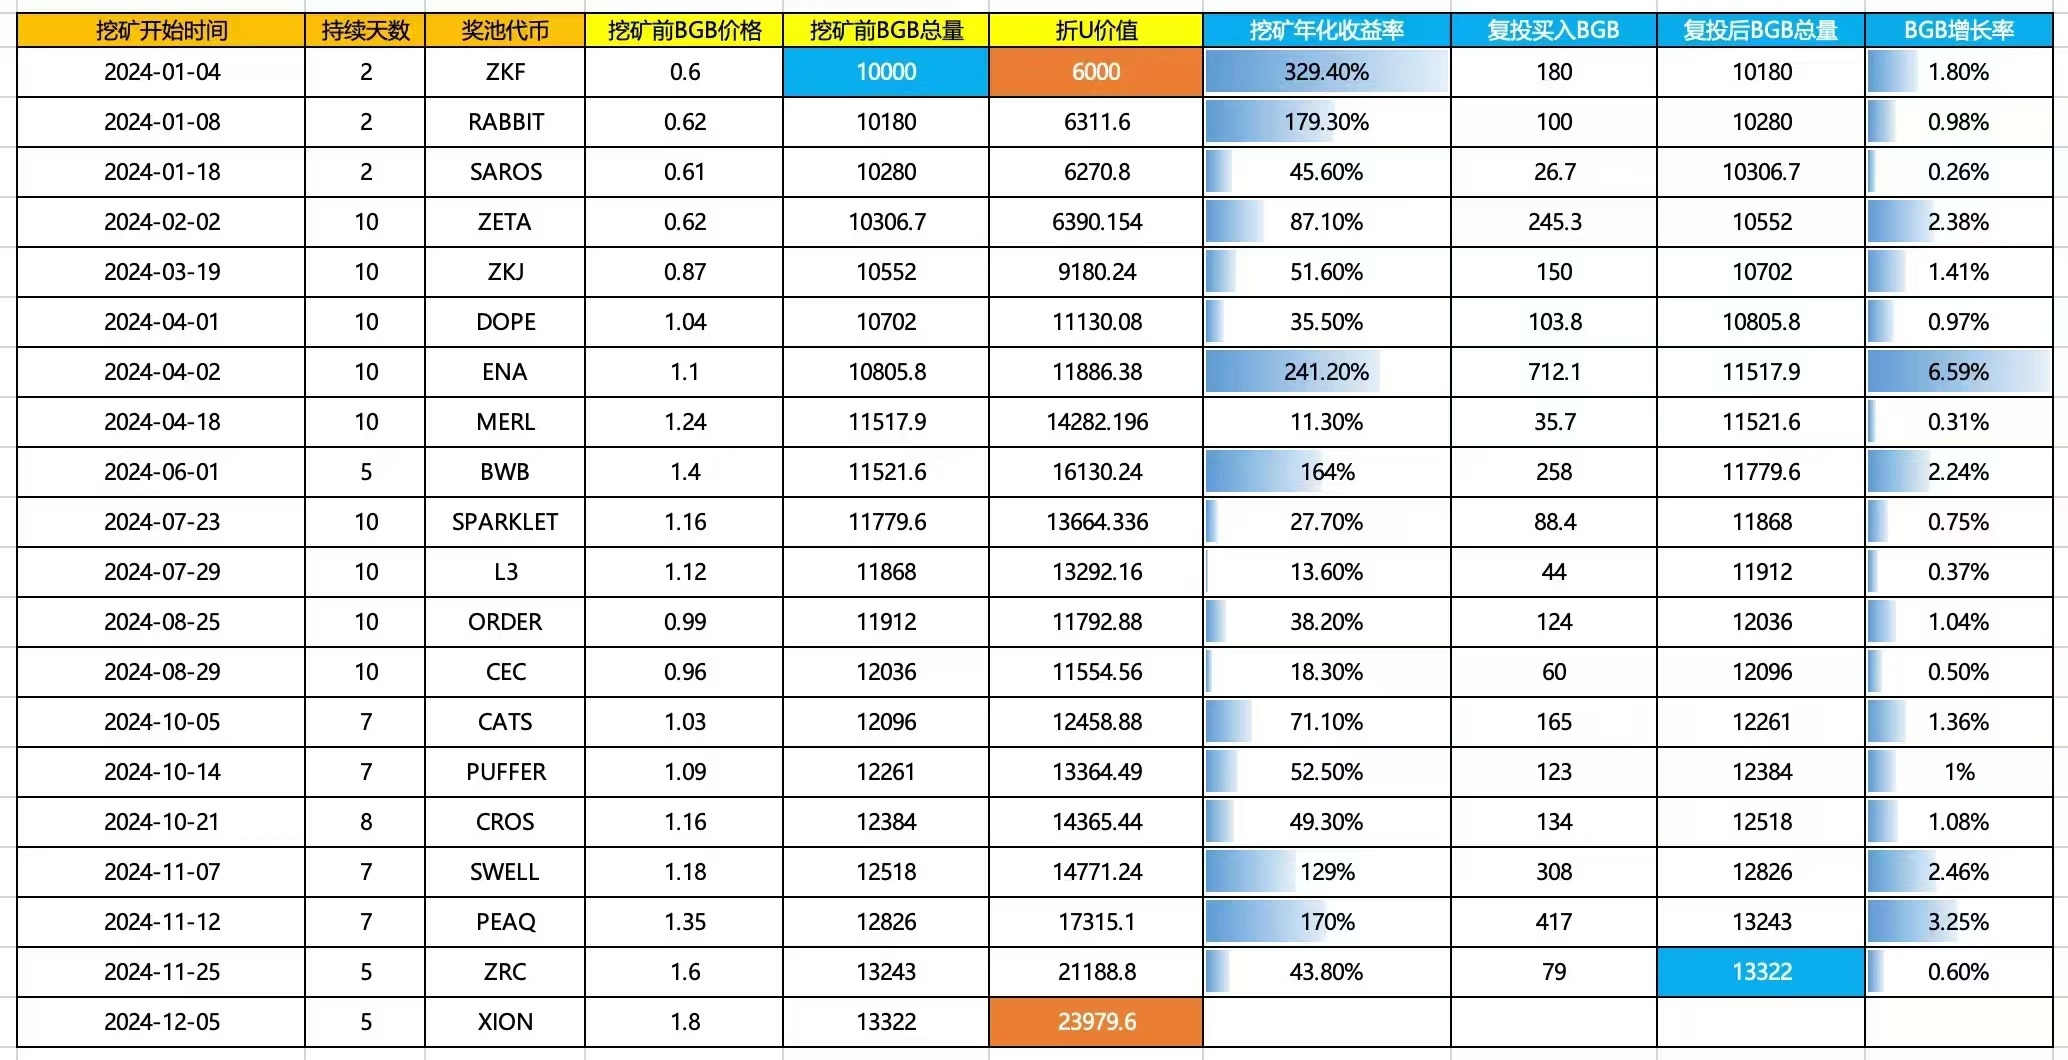 挖矿开始时间 持续天数 奖池代币 挖矿前BGB价格 挖矿前BGB总量 折U价值 挖矿年化收益率 复投买入BGB 复投后BGB总量 BGB增长率
2024-01-04 2 ZKF 0.6 10000 6000 329.40% 180 10180 1.80%
2024-01-08 2 RABBIT 0.62 10180 6311.6 179.30% 100 10280 0.98%
2024-01-18 2 SAROS 0.61 10280 6270.8 45.60% 26.7 10306.7 0.26%
2024-02-02 10 ZETA 0.62 10306.7 6390.154 87.10% 245.3 10552 2.38%
2024-03-19 10 ZKJ 0.87 10552 9180.24 51.60% 150 10702 1.41%
2024-04-01 10 DOPE 1.04 10702 11130.08 35.50% 103.8 10805.8 0.97%
2024-04-02 10 ENA 1.1 10805.8 11886.38 241.20% 712.1 11517.9 6.59%
2024-04-18 10 MERL 1.24 11517.9 14282.196 11.30% 35.7 11521.6 0.31%
2024-06-01 5 BWB 1.4 11521.6 16130.24 164% 258 11779.6 2.24%
2024-07-23 10 SPARKLET 1.16 11779.6 13664.336 27.70% 88.4 11868 0.75%
2024-07-29 10 L3 1.12 11868 13292.16 13.60% 44 11912 0.37%
2024-08-25 10 ORDER 0.99 11912 11792.88 38.20% 124 12036 1.04%
2024-08-29 10 CEC 0.96 12036 11554.56 18.30% 60 12096 0.50%
2024-10-05 7 CATS 1.03 12096 12458.88 71.10% 165 12261 1.36%
2024-10-14 7 PUFFER 1.09 12261 13364.49 52.50% 123 12384 1%
2024-10-21 8 CROS 1.16 12384 14365.44 49.30% 134 12518 1.08%
2024-11-07 7 SWELL 1.18 12518 14771.24 129% 308 12826 2.46%
2024-11-12 7 PEAQ 1.35 12826 17315.1 170% 417 13243 3.25%
2024-11-25 5 ZRC 1.6 13243 21188.8 43.80% 79 13322 0.60%
2024-12-05 5 XION 1.8 13322 23979.6